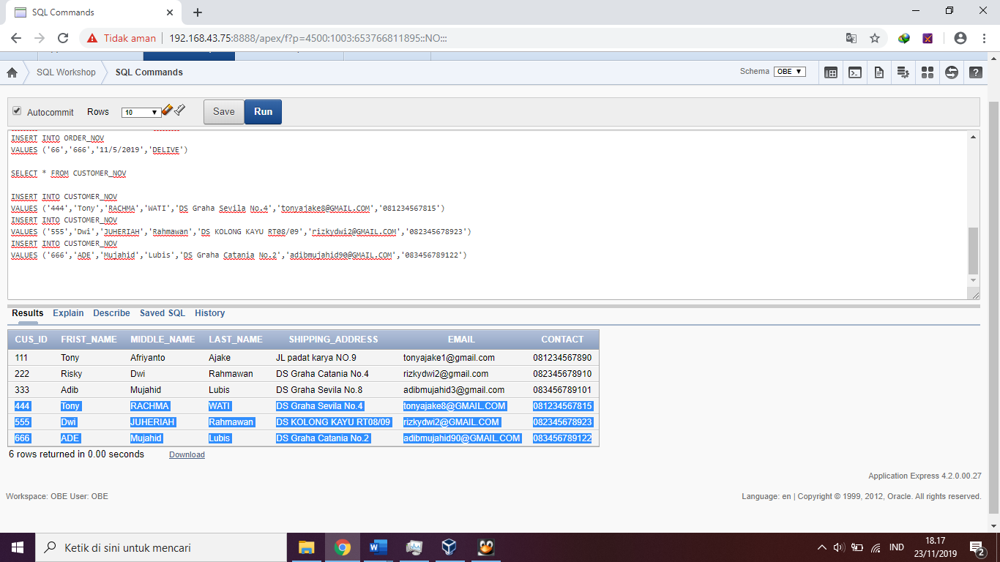 SQL Commands
Tidak aman
192.168.43.75:8888/apex/f?p=4500:1003:653766811895::NO:::
SQL Workshop
SQL Commands
Schema
OBE
Autocommit
Rows
10
Save
Run
INSERT INTO ORDER_NOV
VALUES ('66','666','11/5/2019','DELIVE')
SELECT * FROM CUSTOMER_NOV
INSERT INTO CUSTOMER_NOV
VALUES ('444','Tony','RACHMA','WATI','DS Graha Sevila No.4','tonyajake8@GMAIL.COM','081234567815')
INSERT INTO CUSTOMER_NOV
VALUES ('555','Dwi','JUHERIAH','Rahmawan','DS KOLONG KAYU RT08/09','rizkydwi2@GMAIL.COM','082345678923')
INSERT INTO CUSTOMER_NOV
VALUES ('666','ADE','Mujahid','Lubis','DS Graha Catania No.2','adibmujahid90@GMAIL.COM','083456789122')
Results Explain Describe Saved SQL History
CUS_ID FRIST_NAME MIDDLE_NAME LAST_NAME SHIPPING_ADDRESS EMAIL CONTACT
111 Tony Afriyanto Ajake JL padat karya NO.9 tonyajake1@gmail.com 081234567890
222 Risky Dwi Rahmawan DS Graha Catania No.4 rizkydwi2@gmail.com 082345678910
333 Adib Mujahid Lubis DS Graha Sevila No.8 adibmujahid3@gmail.com 083456789101
444 Tony RACHMA WATI DS Graha Sevila No.4 tonyajake8@GMAIL.COM 081234567815
555 Dwi JUHERIAH Rahmawan DS KOLONG KAYU RT08/09 rizkydwi2@GMAIL.COM 082345678923
666 ADE Mujahid Lubis DS Graha Catania No.2 adibmujahid90@GMAIL.COM 083456789122
6 rows returned in 0.00 seconds
Download
Application Express 4.2.0.00.27
Workspace: OBE User: OBE
Language: en | Copyright © 1999, 2012, Oracle. All rights reserved.
Ketik di sini untuk mencari
IND
18.17
23/11/2019
2